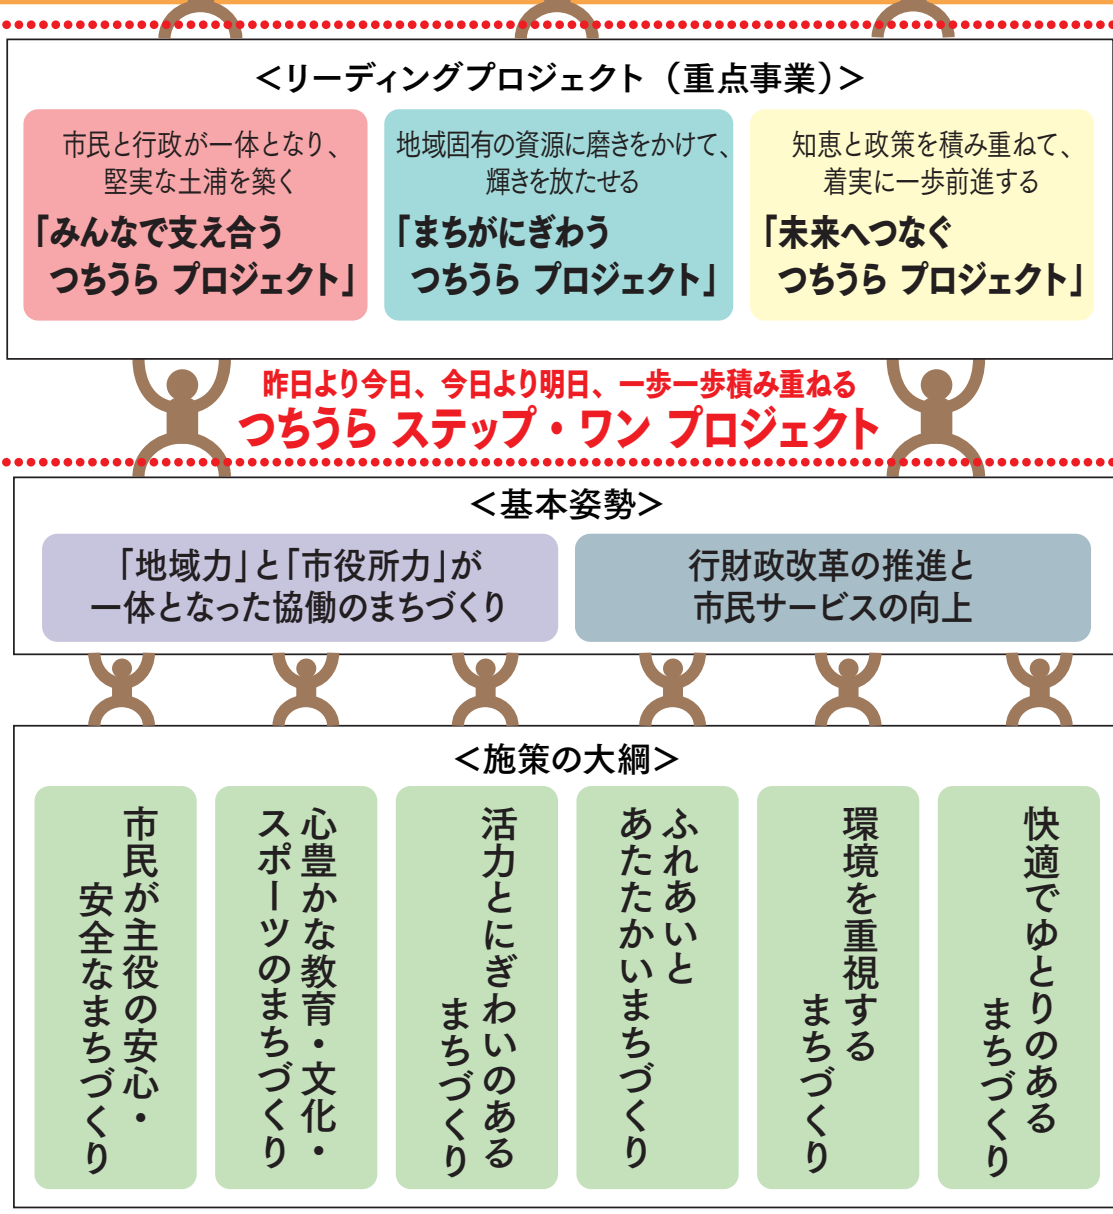 ＜リーディングプロジェクト（重点事業）＞
市民と行政が一体となり、
堅実な土浦を築く
「みんなで支え合う
つちうら プロジェクト」
地域固有の資源に磨きをかけて、
輝きを放たせる
「まちがにぎわう
つちうら プロジェクト」
知恵と政策を積み重ねて、
着実に一歩前進する
「未来へつなぐ
つちうら プロジェクト」
昨日より今日、今日より明日、一歩一歩積み重ねる
つちうら ステップ・ワン プロジェクト
＜基本姿勢＞
「地域力」と「市役所力」が
一体となった協働のまちづくり
行財政改革の推進と
市民サービスの向上
＜施策の大綱＞
市民が主役の安心・
安全なまちづくり
心豊かな教育・文化・
スポーツのまちづくり
活力とにぎわいのある
まちづくり
ふれあいと
あたたかいまちづくり
環境を重視する
まちづくり
快適でゆとりのある
まちづくり